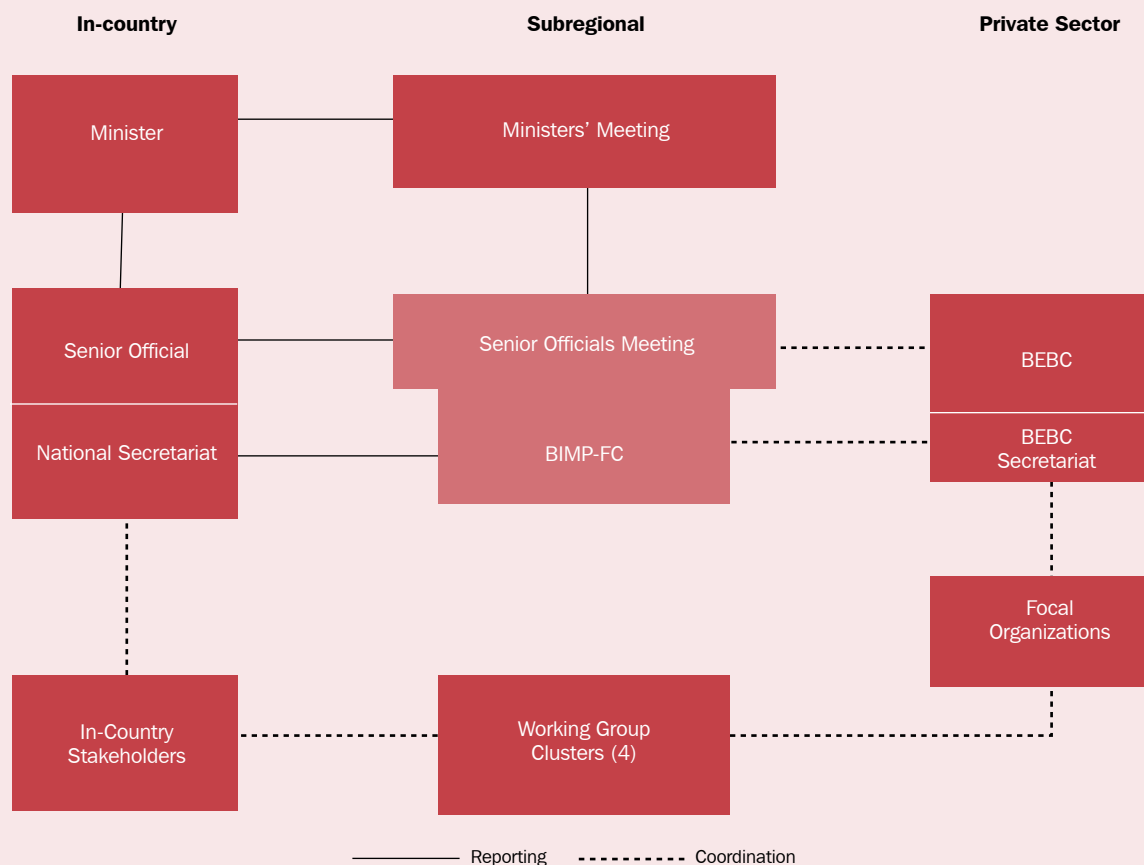 In-country
Subregional
Private Sector
Minister
Ministers’ Meeting
Senior Official
Senior Officials Meeting
BEBC
National Secretariat
BIMP-FC
BEBC
Secretariat
Focal
Organizations
In-Country
Stakeholders
Working Group
Clusters (4)
Reporting
Coordination